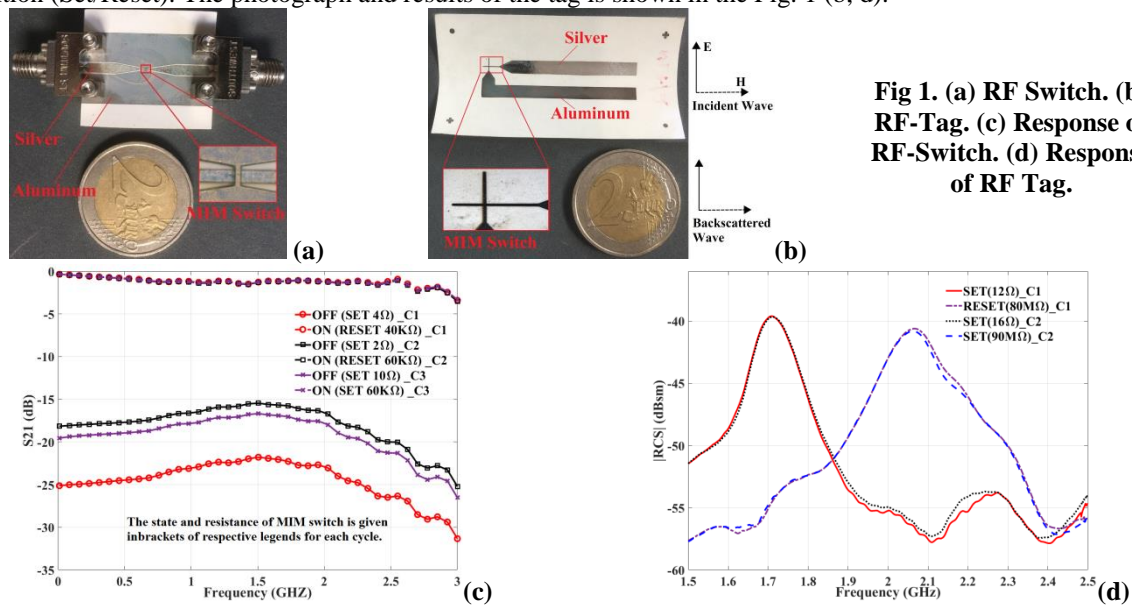 tion (Set/Reset). The photograph and results of the tag is shown in the Fig. 1 (b, d).
SOUTHWEST
Silver
Aluminum
MIM Switch
(a)
Silver
Aluminum
MIM Switch
E
H
Incident Wave
Backscattered
Wave
(b)
Fig 1. (a) RF Switch. (b
RF-Tag. (c) Response o
RF-Switch. (d) Respons
of RF Tag.
0
-5
-10
-15
-20
-25
-30
-35
S21 (dB)
OFF (SET 4Ω) _C1
ON (RESET 40KΩ) _C1
OFF (SET 2Ω) _C2
ON (RESET 60KΩ) _C2
OFF (SET 10Ω) _C3
ON (SET 60KΩ) _C3
The state and resistance of MIM switch is given
inbrackets of respective legends for each cycle.
0 0.5 1 1.5 2 2.5 3
Frequency (GHZ)
(c)
-40
-45
-50
-55
-60
|RCS| (dBsm)
SET(12Ω)_C1
RESET(80MΩ)_C1
SET(16Ω)_C2
SET(90MΩ)_C2
1.5 1.6 1.7 1.8 1.9 2 2.1 2.2 2.3 2.4 2.5
Frequency (GHz)
(d)